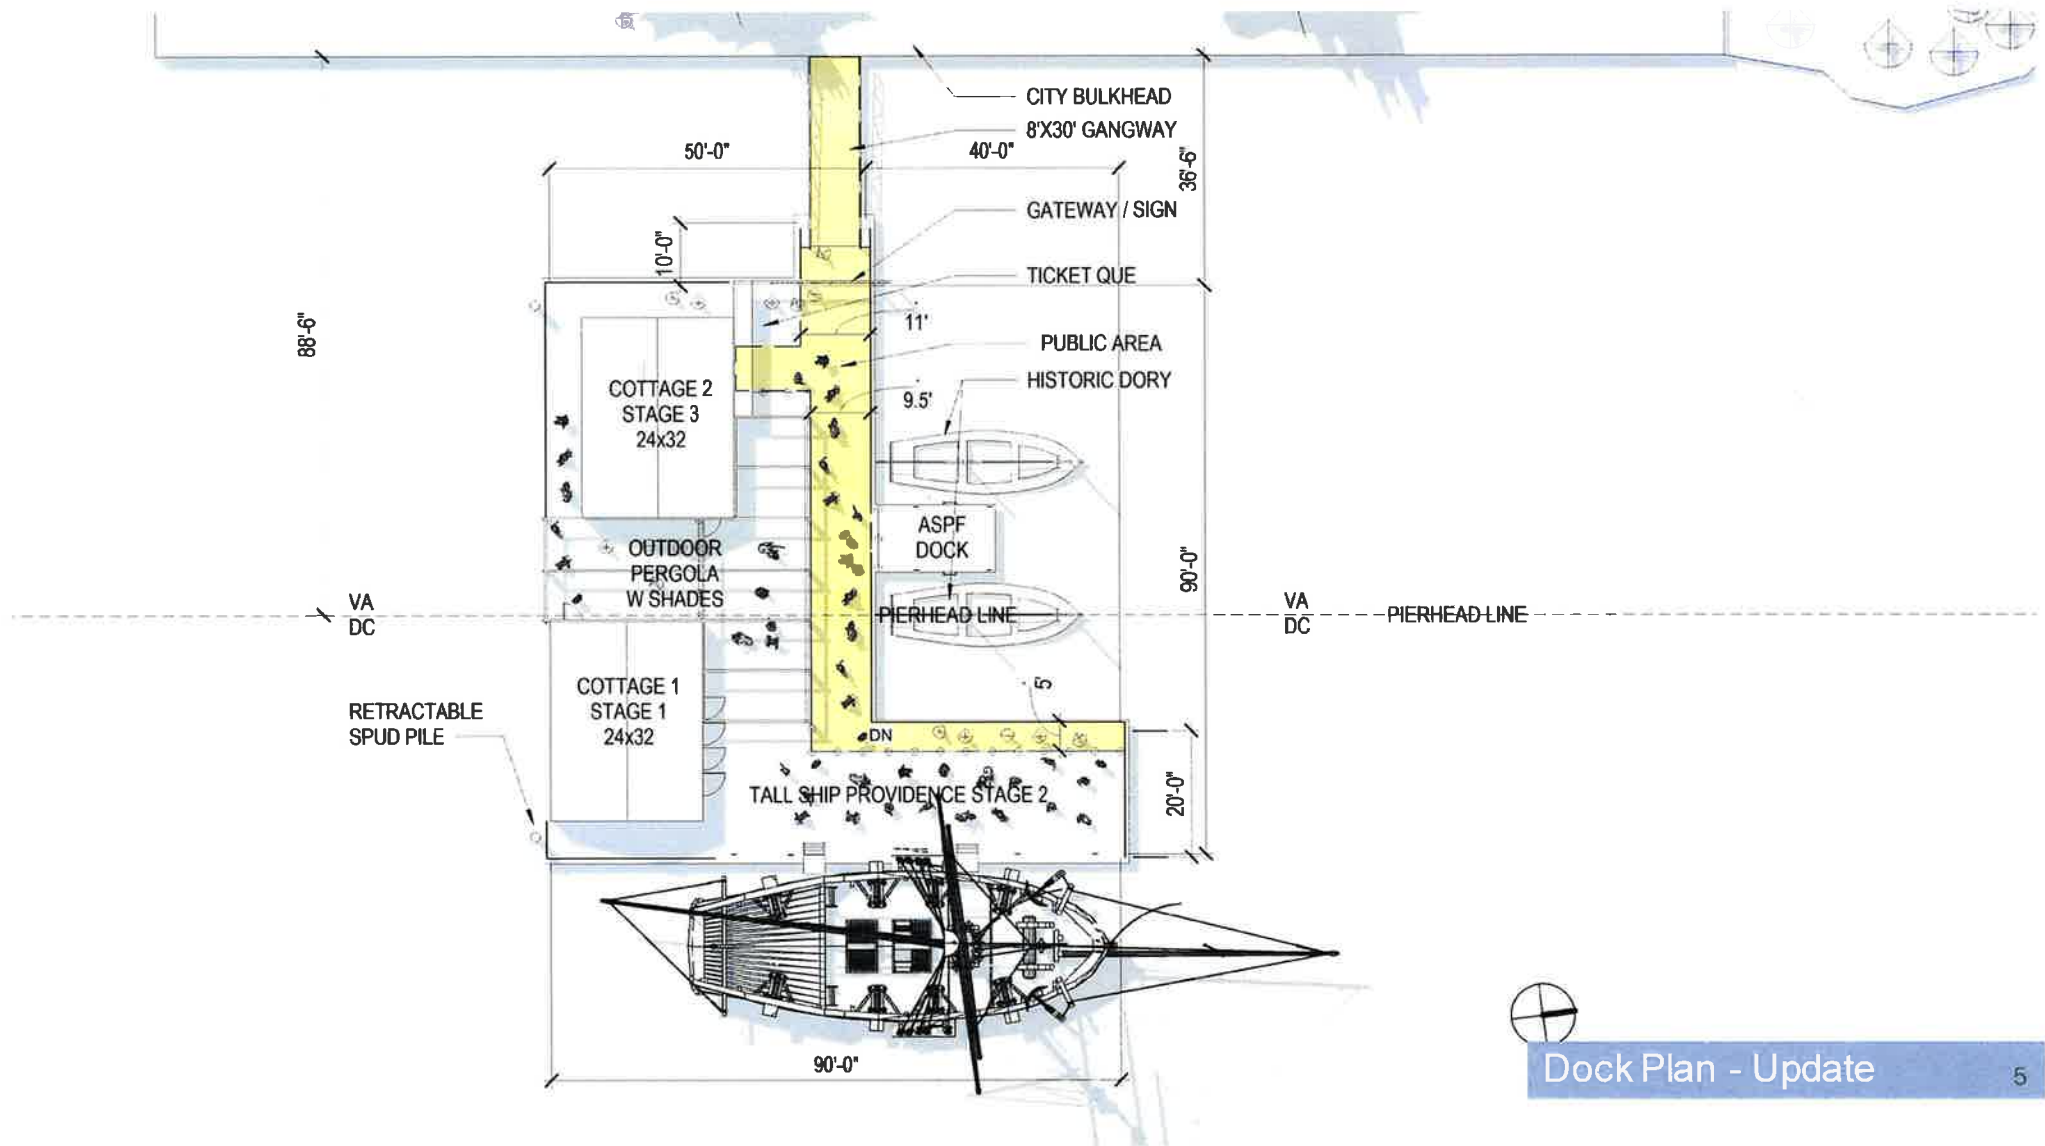 CITY BULKHEAD
8'X30' GANGWAY
50'-0"
40'-0"
36'-6"
GATEWAY / SIGN
10'-0"
TICKET QUE
11'
88'-6"
PUBLIC AREA
HISTORIC DORY
9.5'
COTTAGE 2
STAGE 3
24x32
ASPF
DOCK
OUTDOOR
PERGOLA
W SHADES
90'-0"
VA
DC
PIERHEAD LINE
VA
DC
PIERHEAD LINE
COTTAGE 1
STAGE 1
24x32
5'
RETRACTABLE
SPUD PILE
DN
TALL SHIP PROVIDENCE STAGE 2
20'-0"
90'-0"
Dock Plan - Update
5